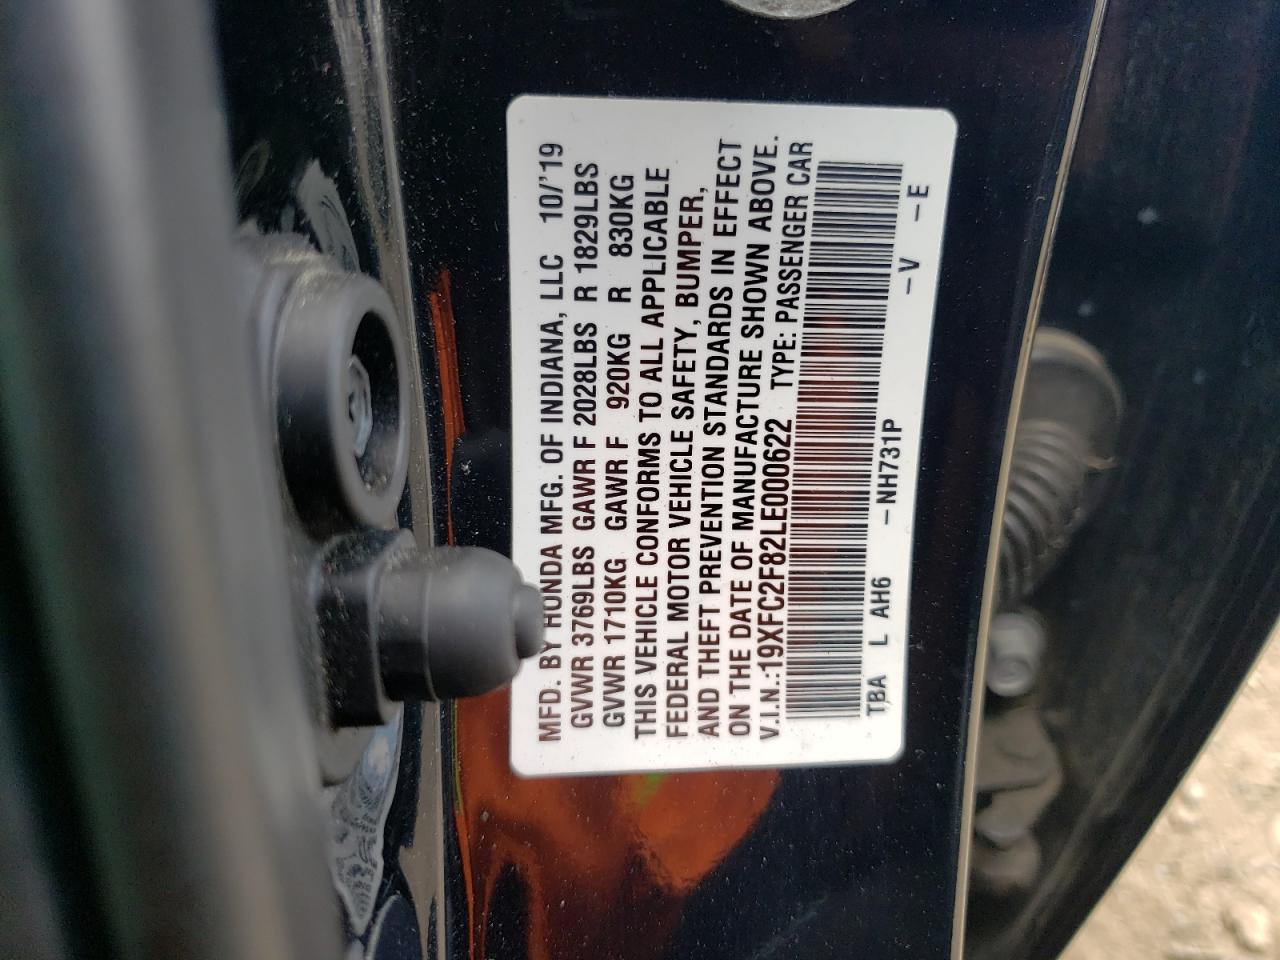 MFD. BY HONDA MFG. OF INDIANA, LLC 10/'19
GVWR 3769LBS GAWR F 2028LBS R 1829LBS
GVWR 1710KG GAWR F 920KG R 830KG
THIS VEHICLE CONFORMS TO ALL APPLICABLE
FEDERAL MOTOR VEHICLE SAFETY, BUMPER,
AND THEFT PREVENTION STANDARDS IN EFFECT
ON THE DATE OF MANUFACTURE SHOWN ABOVE.
V.I.N.:19XFC2F82LE000622 TYPE: PASSENGER CAR
TBA L AH6 -NH731P -V -E